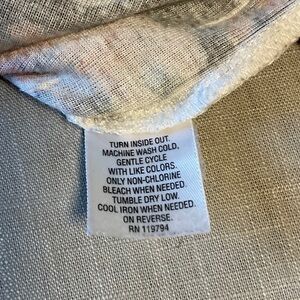 TURN INSIDE OUT.
MACHINE WASH COLD,
GENTLE CYCLE
WITH LIKE COLORS.
ONLY NON-CHLORINE
BLEACH WHEN NEEDED.
TUMBLE DRY LOW.
COOL IRON WHEN NEEDED.
ON REVERSE.
RN 119794